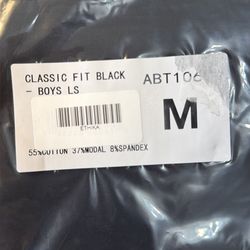 CLASSIC FIT BLACK
- BOYS LS
ABT106
M
ETHIKA
55%COTTON 37%MODAL 8%SPANDEX